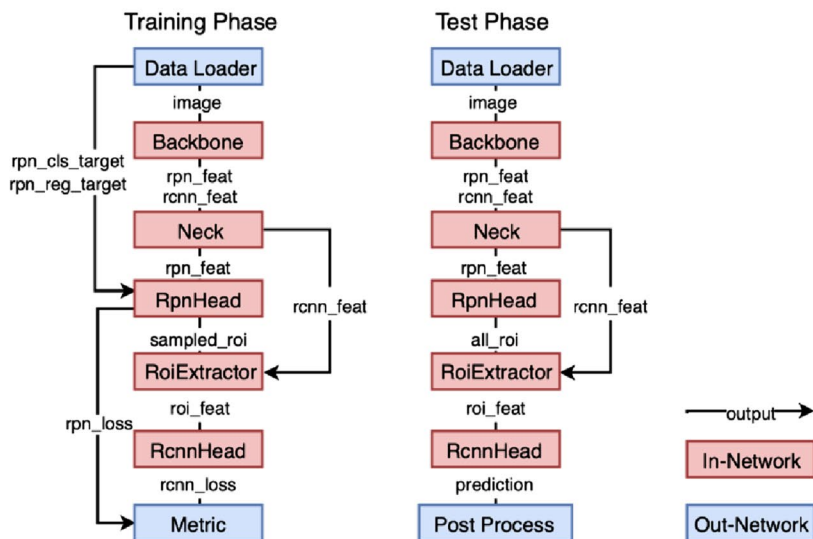 Training Phase
Data Loader
image
Backbone
rpn_cls_target
rpn_reg_target
rpn_feat
rcnn_feat
Neck
rpn_feat
RpnHead
rcnn_feat
sampled_roi
RoiExtractor
roi_feat
rpn_loss
RcnnHead
rcnn_loss
Metric
Test Phase
Data Loader
image
Backbone
rpn_feat
rcnn_feat
Neck
rpn_feat
RpnHead
rcnn_feat
all_roi
RoiExtractor
roi_feat
RcnnHead
prediction
Post Process
output
In-Network
Out-Network